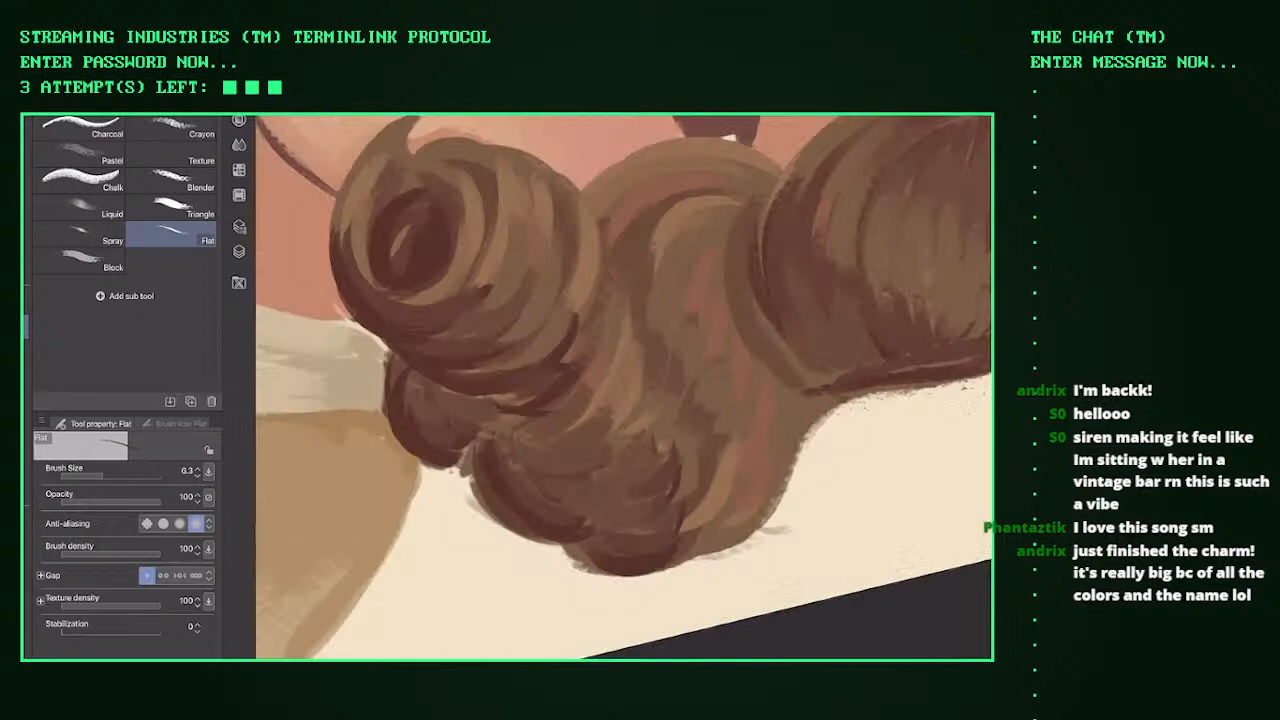 STREAMING INDUSTRIES (TM) TERMINLINK PROTOCOL
ENTER PASSWORD NOW...
3 ATTEMPT(S) LEFT:
THE CHAT (TM)
ENTER MESSAGE NOW...
Charcoal
Crayon
Pastel
Texture
Chalk
Blender
Liquid
Triangle
Spray
Flat
Block
Add sub tool
Tool property: Flat
Brush size: Flat
Flat
Brush Size 6.3
Opacity 100
Anti-aliasing
Brush density 100
Gap
Texture density 100
Stabilization 0
andrix I'm backk!
S0 hellooo
S0 siren making it feel like
Im sitting w her in a
vintage bar rn this is such
a vibe
Phantaztik I love this song sm
andrix just finished the charm!
it's really big bc of all the
colors and the name lol